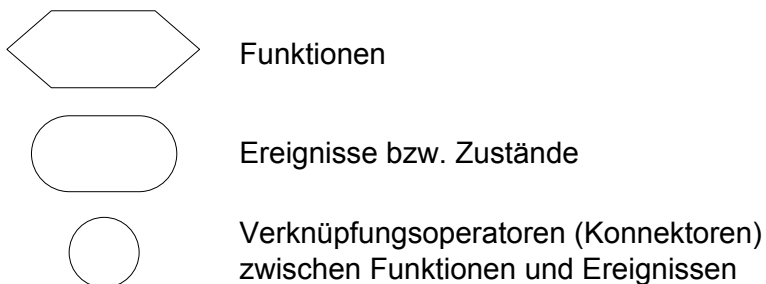 Funktionen
Ereignisse bzw. Zustände
Verknüpfungsoperatoren (Konnektoren)
zwischen Funktionen und Ereignissen